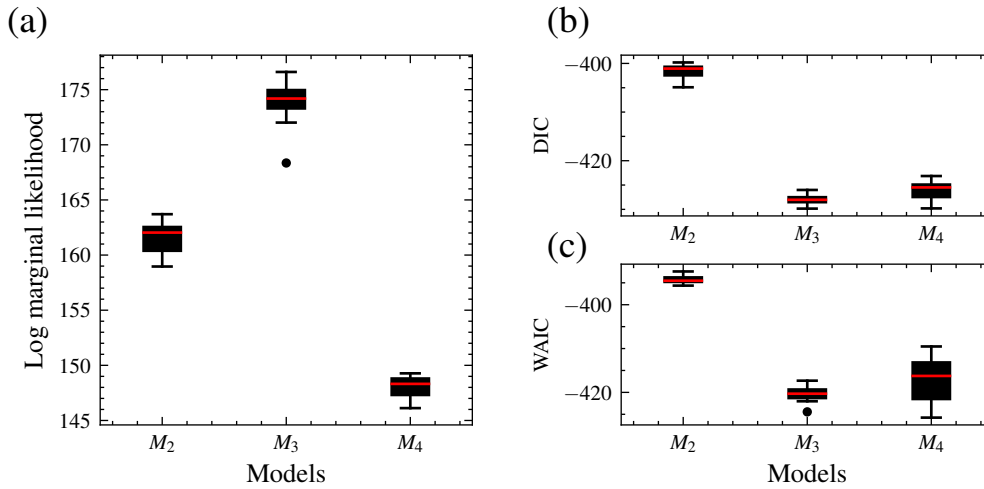 (a)
Log marginal likelihood
175
170
165
160
155
150
145
M2
M3
M4
Models
(b)
DIC
−400
−420
M2
M3
M4
(c)
WAIC
−400
−420
M2
M3
M4
Models